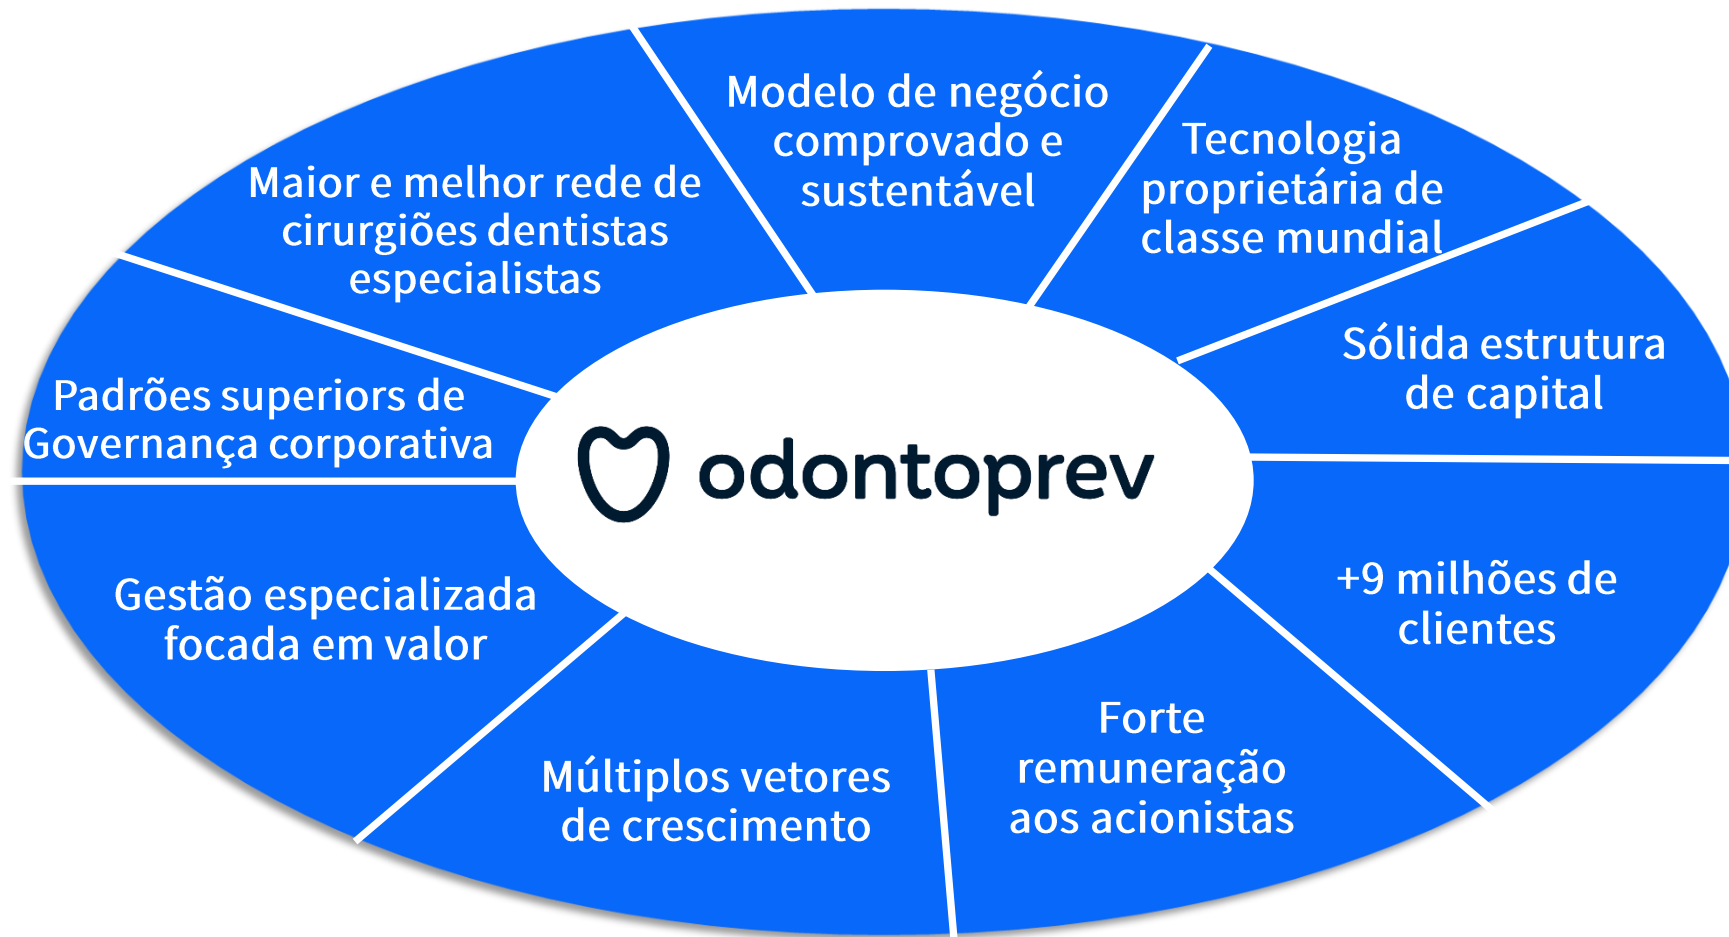 Modelo de negócio
comprovado e
sustentável
Tecnologia
proprietária de
classe mundial
Sólida estrutura
de capital
+9 milhões de
clientes
Forte
remuneração
aos acionistas
Múltiplos vetores
de crescimento
Gestão especializada
focada em valor
Padrões superiors de
Governança corporativa
Maior e melhor rede de
cirurgiões dentistas
especialistas
odontoprev